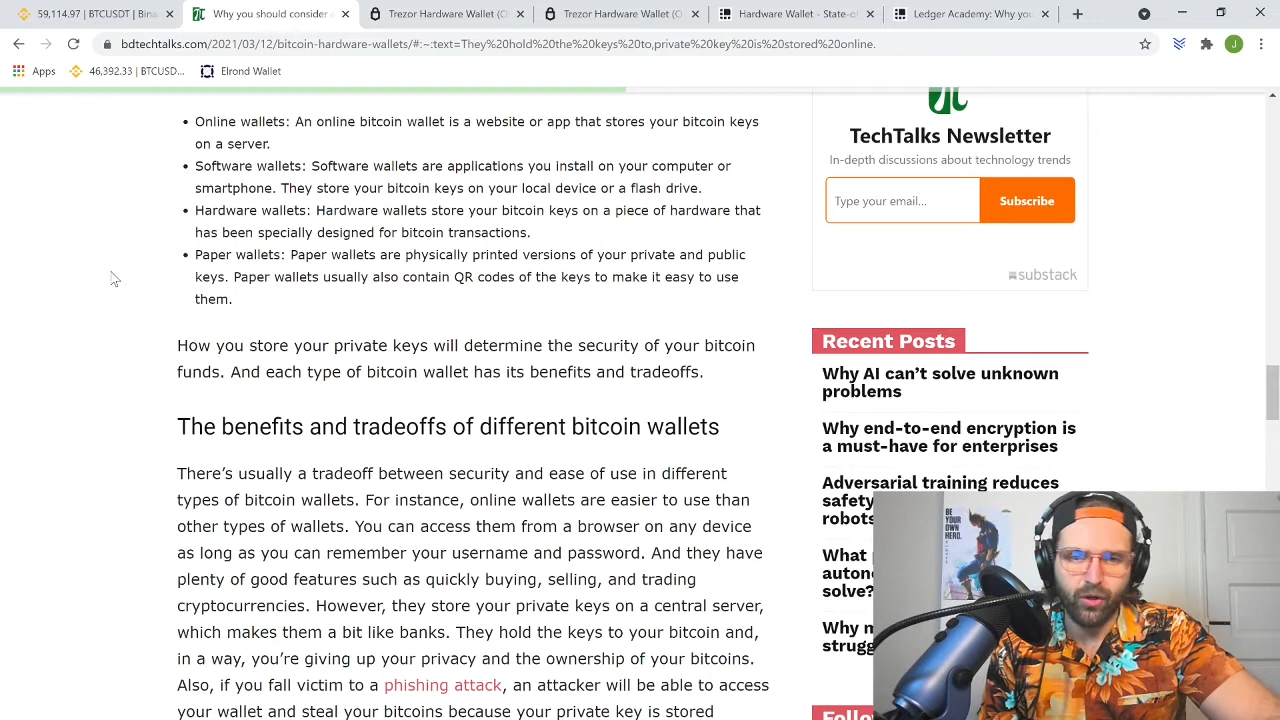 59,114.97 | BTCUSDT | Bina
Why you should consider
Trezor Hardware Wallet (O
Trezor Hardware Wallet (O
Hardware Wallet - State-o
Ledger Academy: Why you
bdtechtalks.com/2021/03/12/bitcoin-hardware-wallets/#:~:text=They%20hold%20the%20keys%20to,private%20key%20is%20stored%20online.
J
Apps
46,392.33 | BTCUSD...
Elrond Wallet
• Online wallets: An online bitcoin wallet is a website or app that stores your bitcoin keys
on a server.
• Software wallets: Software wallets are applications you install on your computer or
smartphone. They store your bitcoin keys on your local device or a flash drive.
• Hardware wallets: Hardware wallets store your bitcoin keys on a piece of hardware that
has been specially designed for bitcoin transactions.
• Paper wallets: Paper wallets are physically printed versions of your private and public
keys. Paper wallets usually also contain QR codes of the keys to make it easy to use
them.
How you store your private keys will determine the security of your bitcoin
funds. And each type of bitcoin wallet has its benefits and tradeoffs.
The benefits and tradeoffs of different bitcoin wallets
There's usually a tradeoff between security and ease of use in different
types of bitcoin wallets. For instance, online wallets are easier to use than
other types of wallets. You can access them from a browser on any device
as long as you can remember your username and password. And they have
plenty of good features such as quickly buying, selling, and trading
cryptocurrencies. However, they store your private keys on a central server,
which makes them a bit like banks. They hold the keys to your bitcoin and,
in a way, you're giving up your privacy and the ownership of your bitcoins.
Also, if you fall victim to a phishing attack, an attacker will be able to access
your wallet and steal your bitcoins because your private key is stored
TechTalks Newsletter
In-depth discussions about technology trends
Type your email...
Subscribe
substack
Recent Posts
Why AI can't solve unknown
problems
Why end-to-end encryption is
a must-have for enterprises
Adversarial training reduces
safety
robots
What
auton
solve?
Why m
strugg
Follo
BE
YOUR
OWN
HERO.